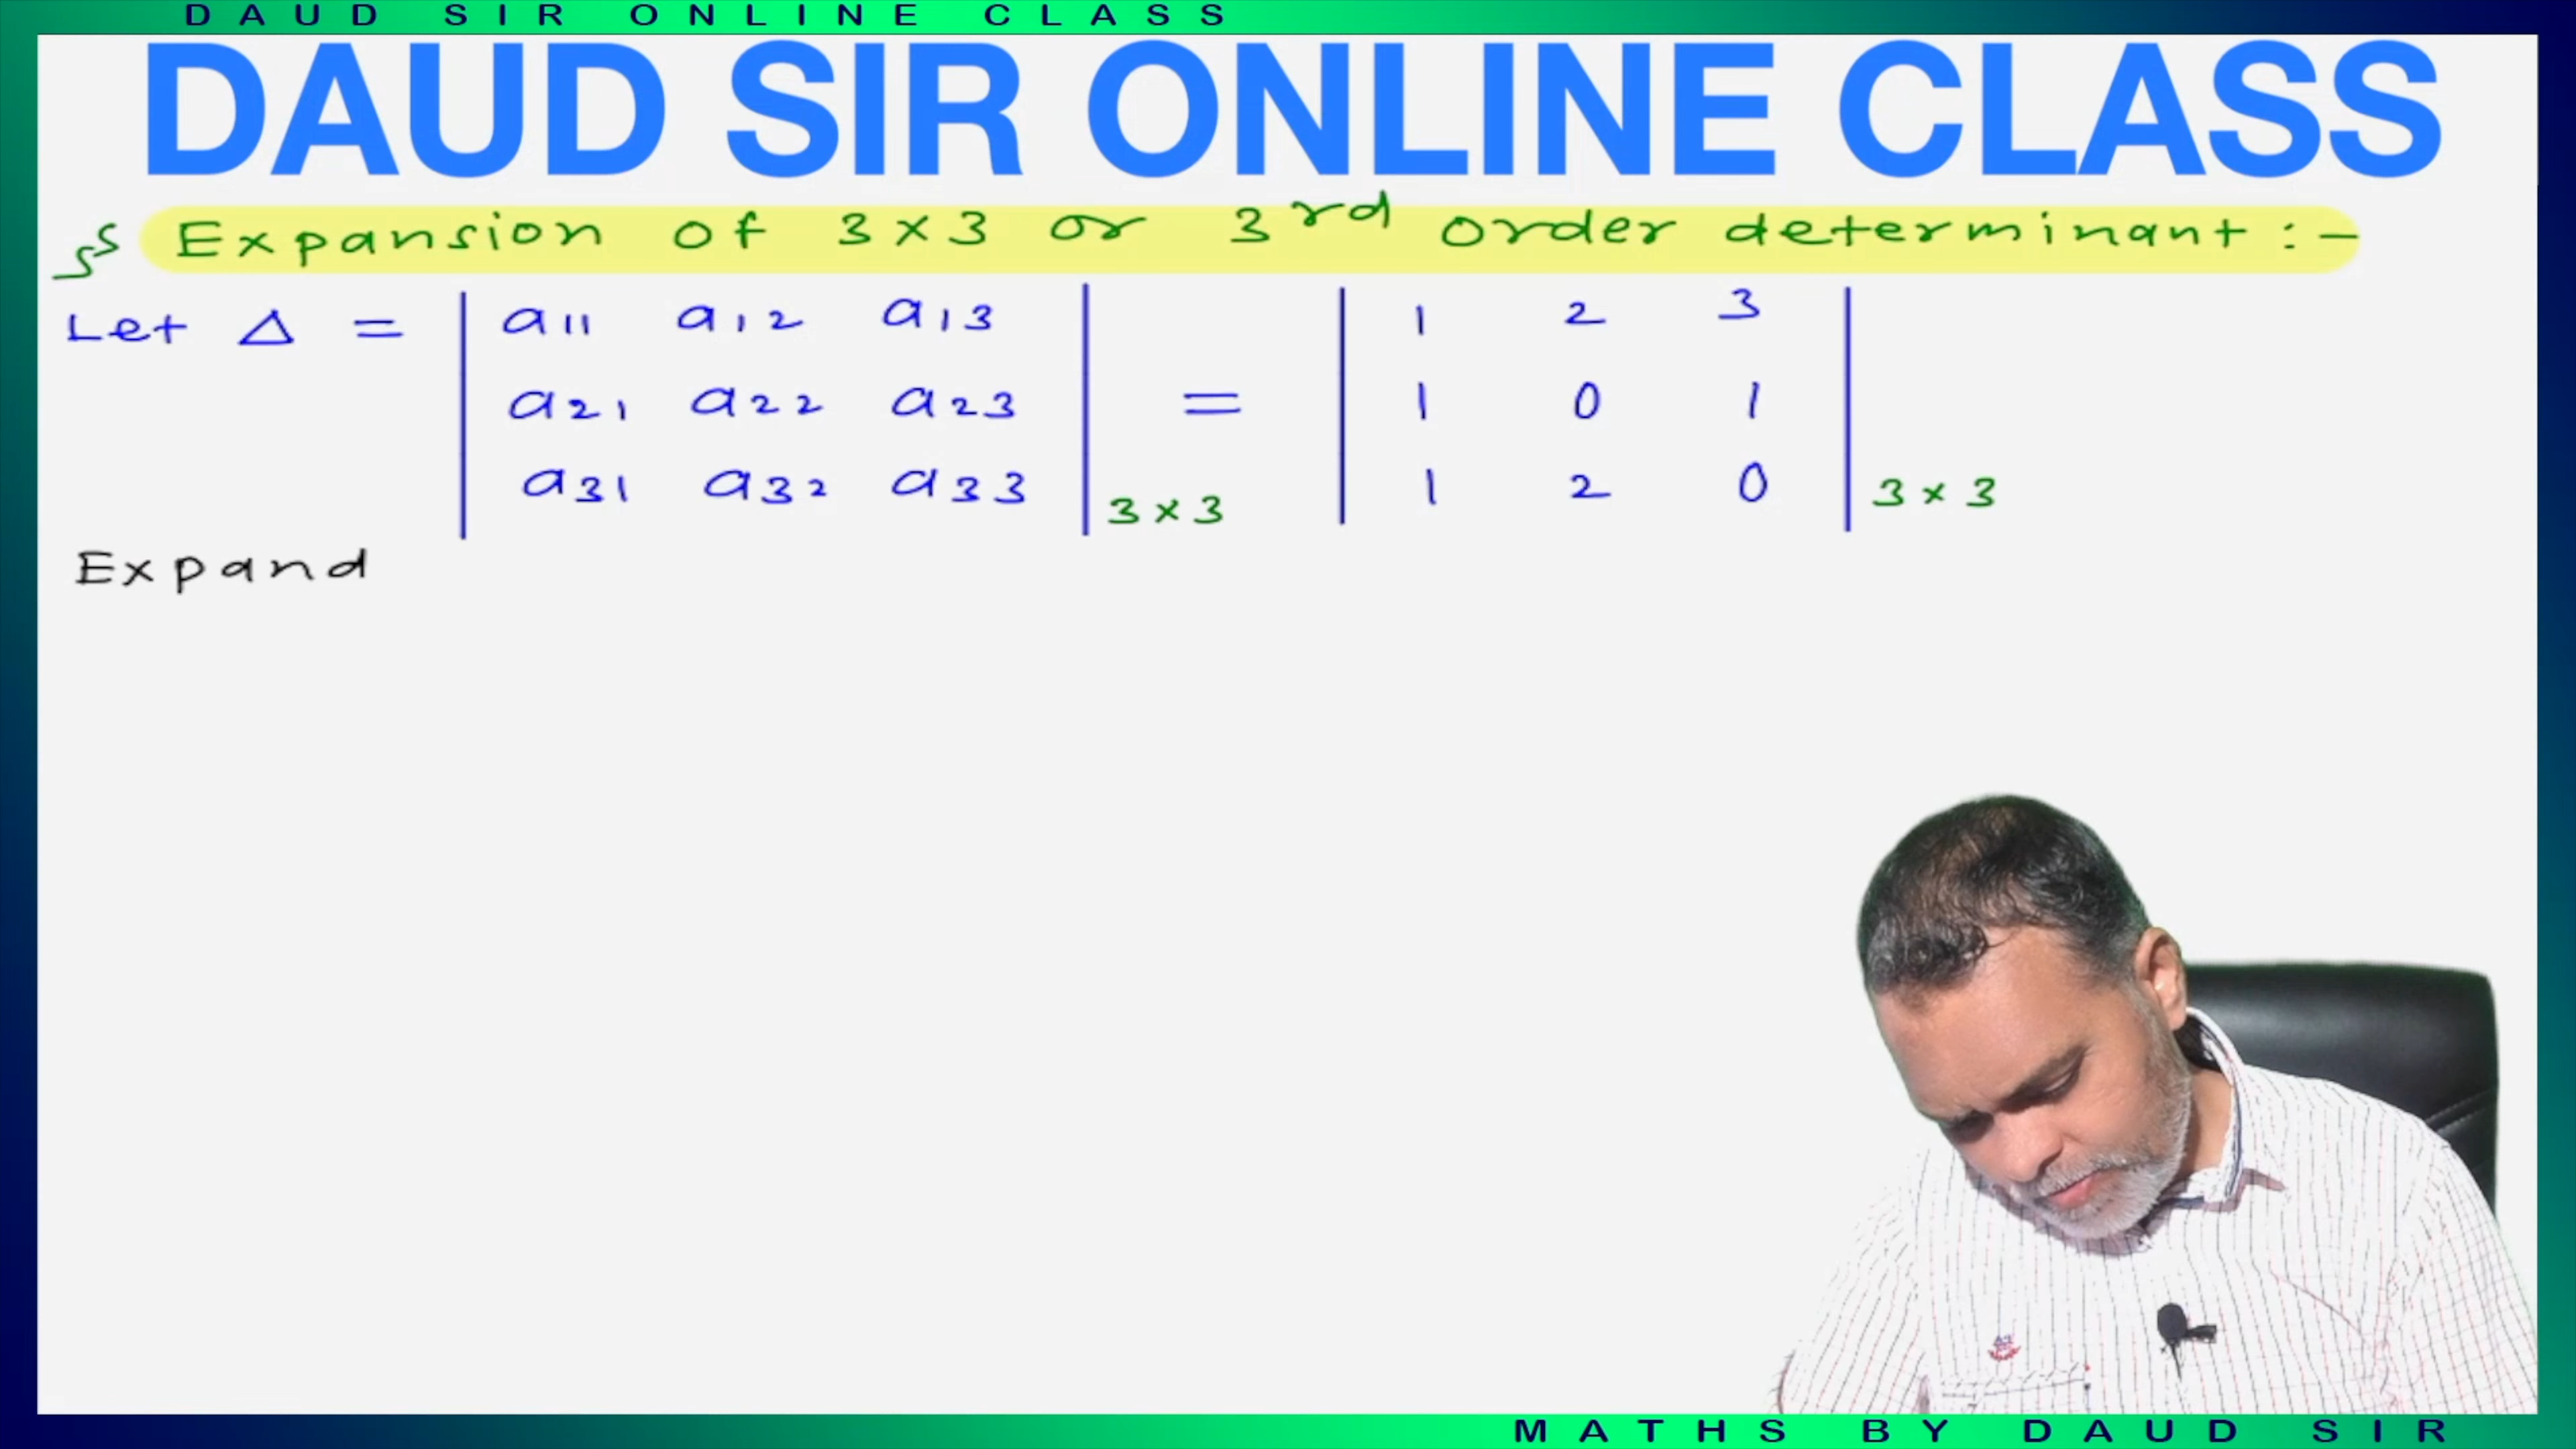 DAUD SIR ONLINE CLASS
DAUD SIR ONLINE CLASS
Expansion of 3×3 or 3rd order determinant :-
Let Δ = | a11 a12 a13 | = | 1 2 3 |
| a21 a22 a23 | | 1 0 1 |
| a31 a32 a33 | 3×3 | 1 2 0 | 3×3
Expand
MATHS BY DAUD SIR